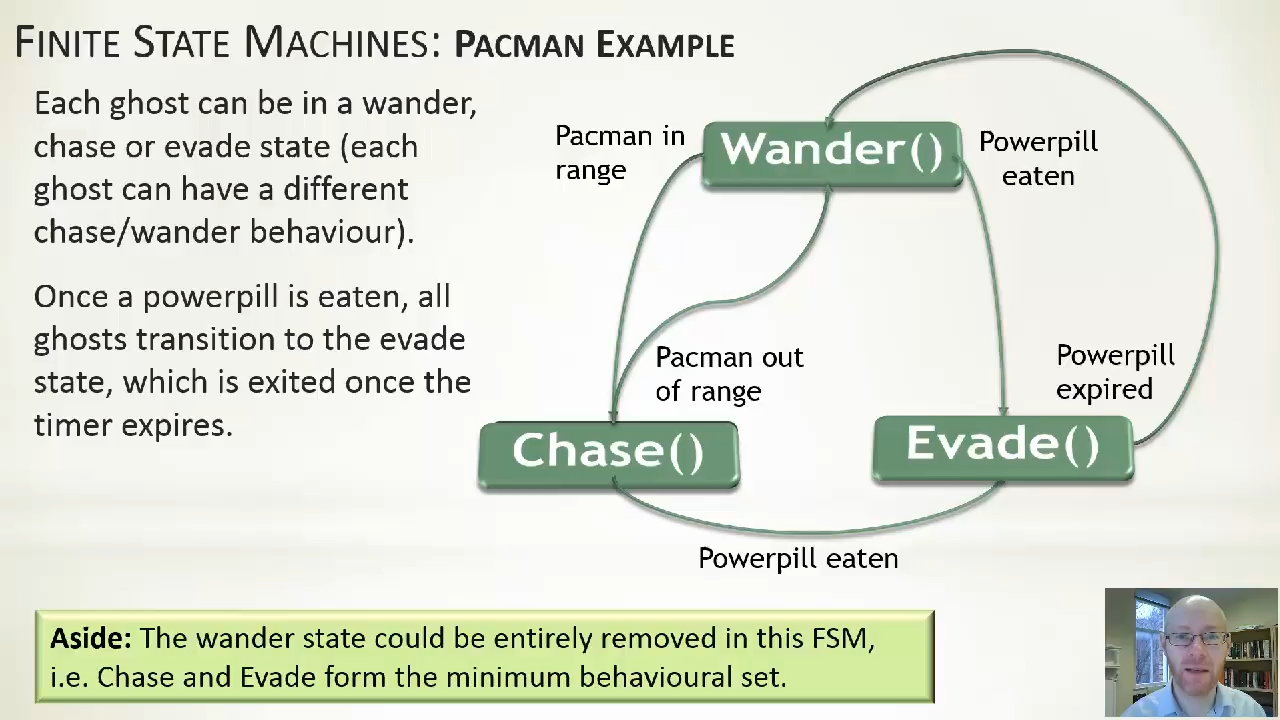 FINITE STATE MACHINES: PACMAN EXAMPLE
Each ghost can be in a wander,
chase or evade state (each
ghost can have a different
chase/wander behaviour).
Once a powerpill is eaten, all
ghosts transition to the evade
state, which is exited once the
timer expires.
Pacman in
range
Wander()
Powerpill
eaten
Pacman out
of range
Powerpill
expired
Chase()
Evade()
Powerpill eaten
Aside: The wander state could be entirely removed in this FSM,
i.e. Chase and Evade form the minimum behavioural set.